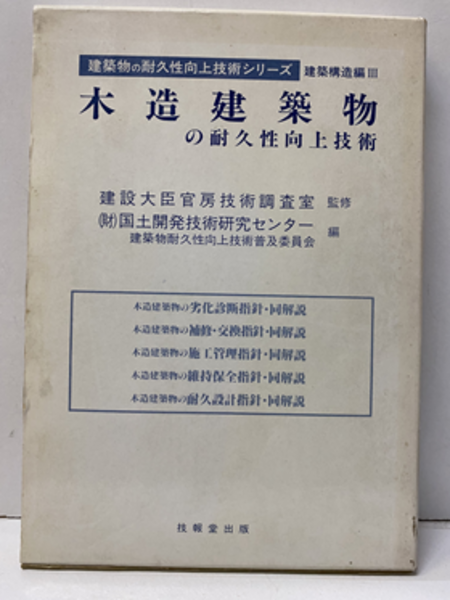 建築物の耐久性向上技術シリーズ 建築構造編III
木造建築物
の耐久性向上技術
建設大臣官房技術調査室 監修
(財)国土開発技術研究センター
建築物耐久性向上技術普及委員会 編
木造建築物の劣化診断指針・同解説
木造建築物の補修・交換指針・同解説
木造建築物の施工管理指針・同解説
木造建築物の維持保全指針・同解説
木造建築物の耐久設計指針・同解説
技報堂出版